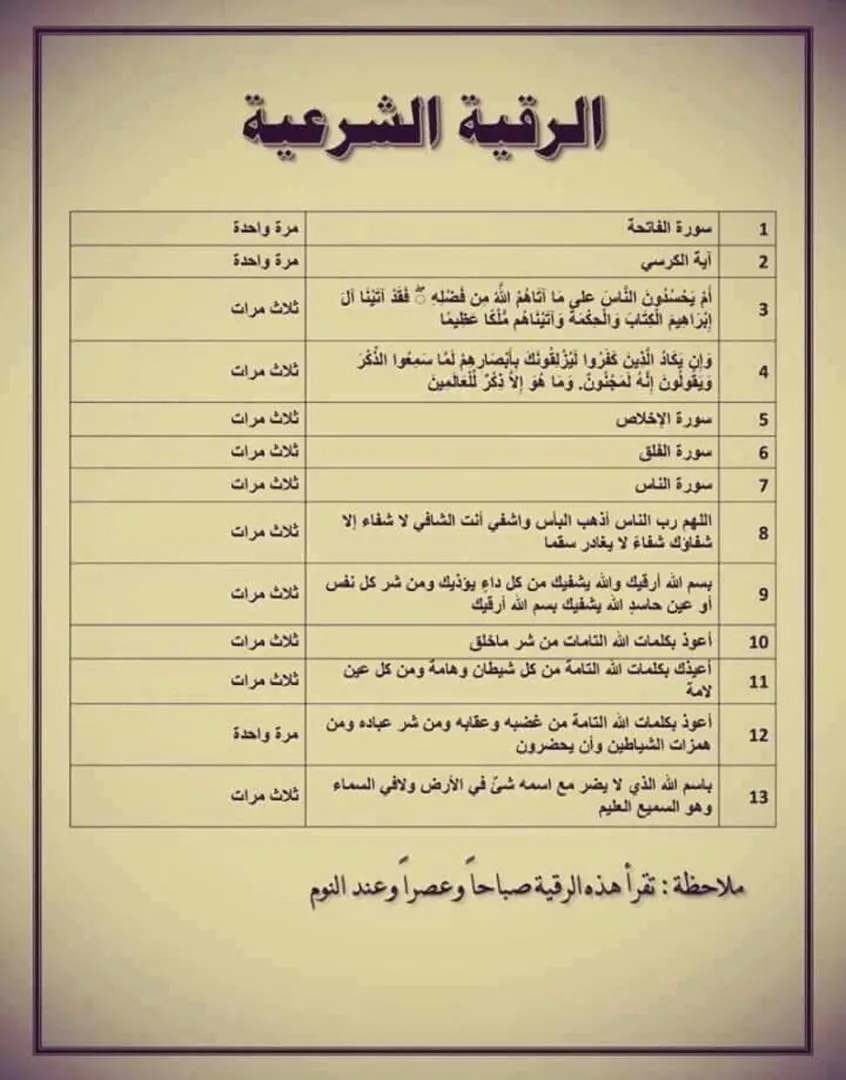 الرقية الشرعية
1 سورة الفاتحة مرة واحدة
2 آية الكرسي مرة واحدة
3 أَمْ يَحْسُدُونَ النَّاسَ عَلَى مَا آتَاهُمُ اللَّهُ مِن فَضْلِهِ ۖ فَقَدْ آتَيْنَا آلَ
إِبْرَاهِيمَ الْكِتَابَ وَالْحِكْمَةَ وَآتَيْنَاهُم مُّلْكًا عَظِيمًا ثلاث مرات
4 وَإِن يَكَادُ الَّذِينَ كَفَرُوا لَيُزْلِقُونَكَ بِأَبْصَارِهِمْ لَمَّا سَمِعُوا الذِّكْرَ
وَيَقُولُونَ إِنَّهُ لَمَجْنُونٌ. وَمَا هُوَ إِلاَّ ذِكْرٌ لِّلْعَالَمِينَ ثلاث مرات
5 سورة الإخلاص ثلاث مرات
6 سورة الفلق ثلاث مرات
7 سورة الناس ثلاث مرات
8 اللهم رب الناس أذهب البأس واشفي أنت الشافي لا شفاء إلا
شفاؤك شفاءً لا يغادر سقما ثلاث مرات
9 بسم الله أرقيك والله يشفيك من كل داءٍ يؤذيك ومن شر كل نفس
أو عين حاسدٍ الله يشفيك بسم الله أرقيك ثلاث مرات
10 أعوذ بكلمات الله التامات من شر ماخلق ثلاث مرات
11 أعيذك بكلمات الله التامة من كل شيطان وهامة ومن كل عين
لامة ثلاث مرات
12 أعوذ بكلمات الله التامة من غضبه وعقابه ومن شر عباده ومن
همزات الشياطين وأن يحضرون مرة واحدة
13 باسم الله الذي لا يضر مع اسمه شئ في الأرض ولافي السماء
وهو السميع العليم ثلاث مرات
ملاحظة : تقرأ هذه الرقية صباحاً وعصراً وعند النوم